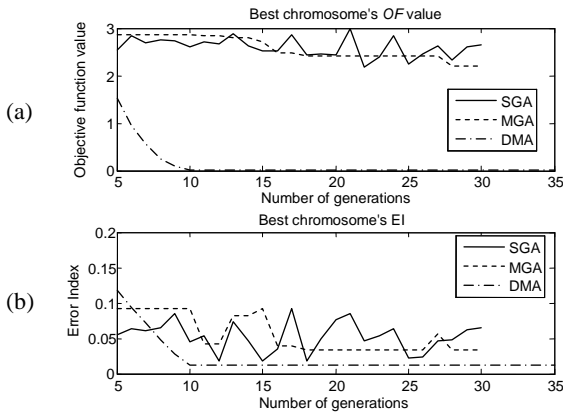 Best chromosome's OF value
(a)
Objective function value
3
2
1
0
SGA
MGA
DMA
5 10 15 20 25 30 35
Number of generations
Best chromosome's EI
(b)
Error Index
0.2
0.15
0.1
0.05
0
SGA
MGA
DMA
5 10 15 20 25 30 35
Number of generations